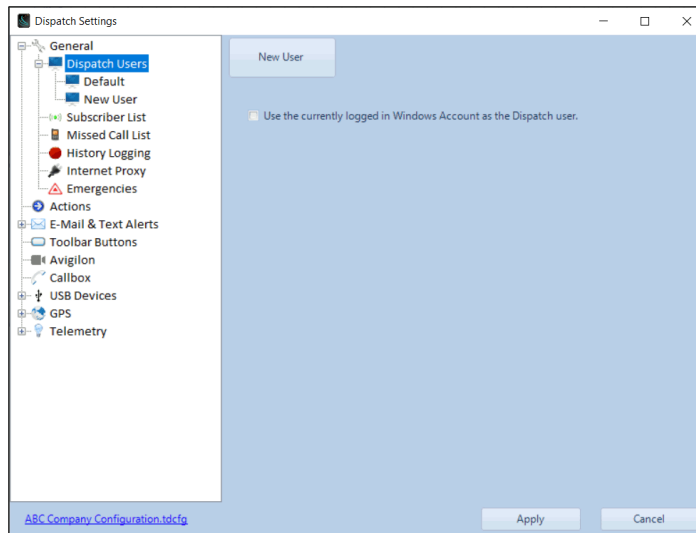 Dispatch Settings
General
Dispatch Users
Default
New User
Subscriber List
Missed Call List
History Logging
Internet Proxy
Emergencies
Actions
E-Mail & Text Alerts
Toolbar Buttons
Avigilon
Callbox
USB Devices
GPS
Telemetry
New User
Use the currently logged in Windows Account as the Dispatch user.
ABC Company Configuration.tdcfg
Apply
Cancel